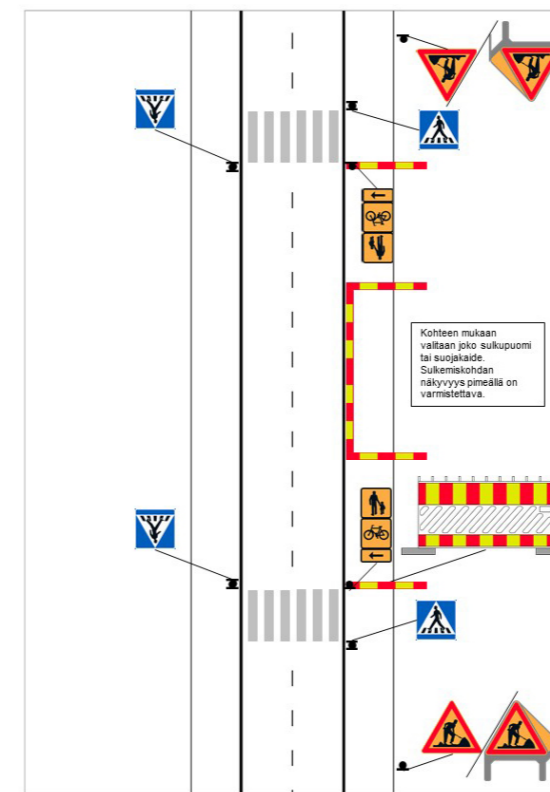 Kohteen mukaan
valitaan joko sulkupuomi
tai suojakaide.
Sulkemiskohdan
näkyvyys pimeällä on
varmistettava.